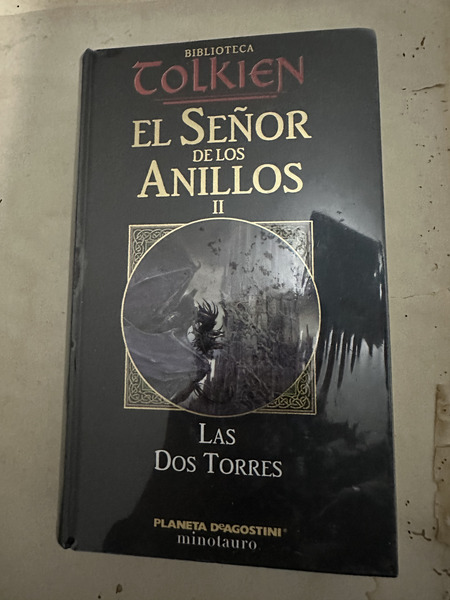 BIBLIOTECA
TOLKIEN
EL SEÑOR
DE LOS
ANILLOS
II
LAS
DOS TORRES
PLANETA DEAGOSTINI®
minotauro